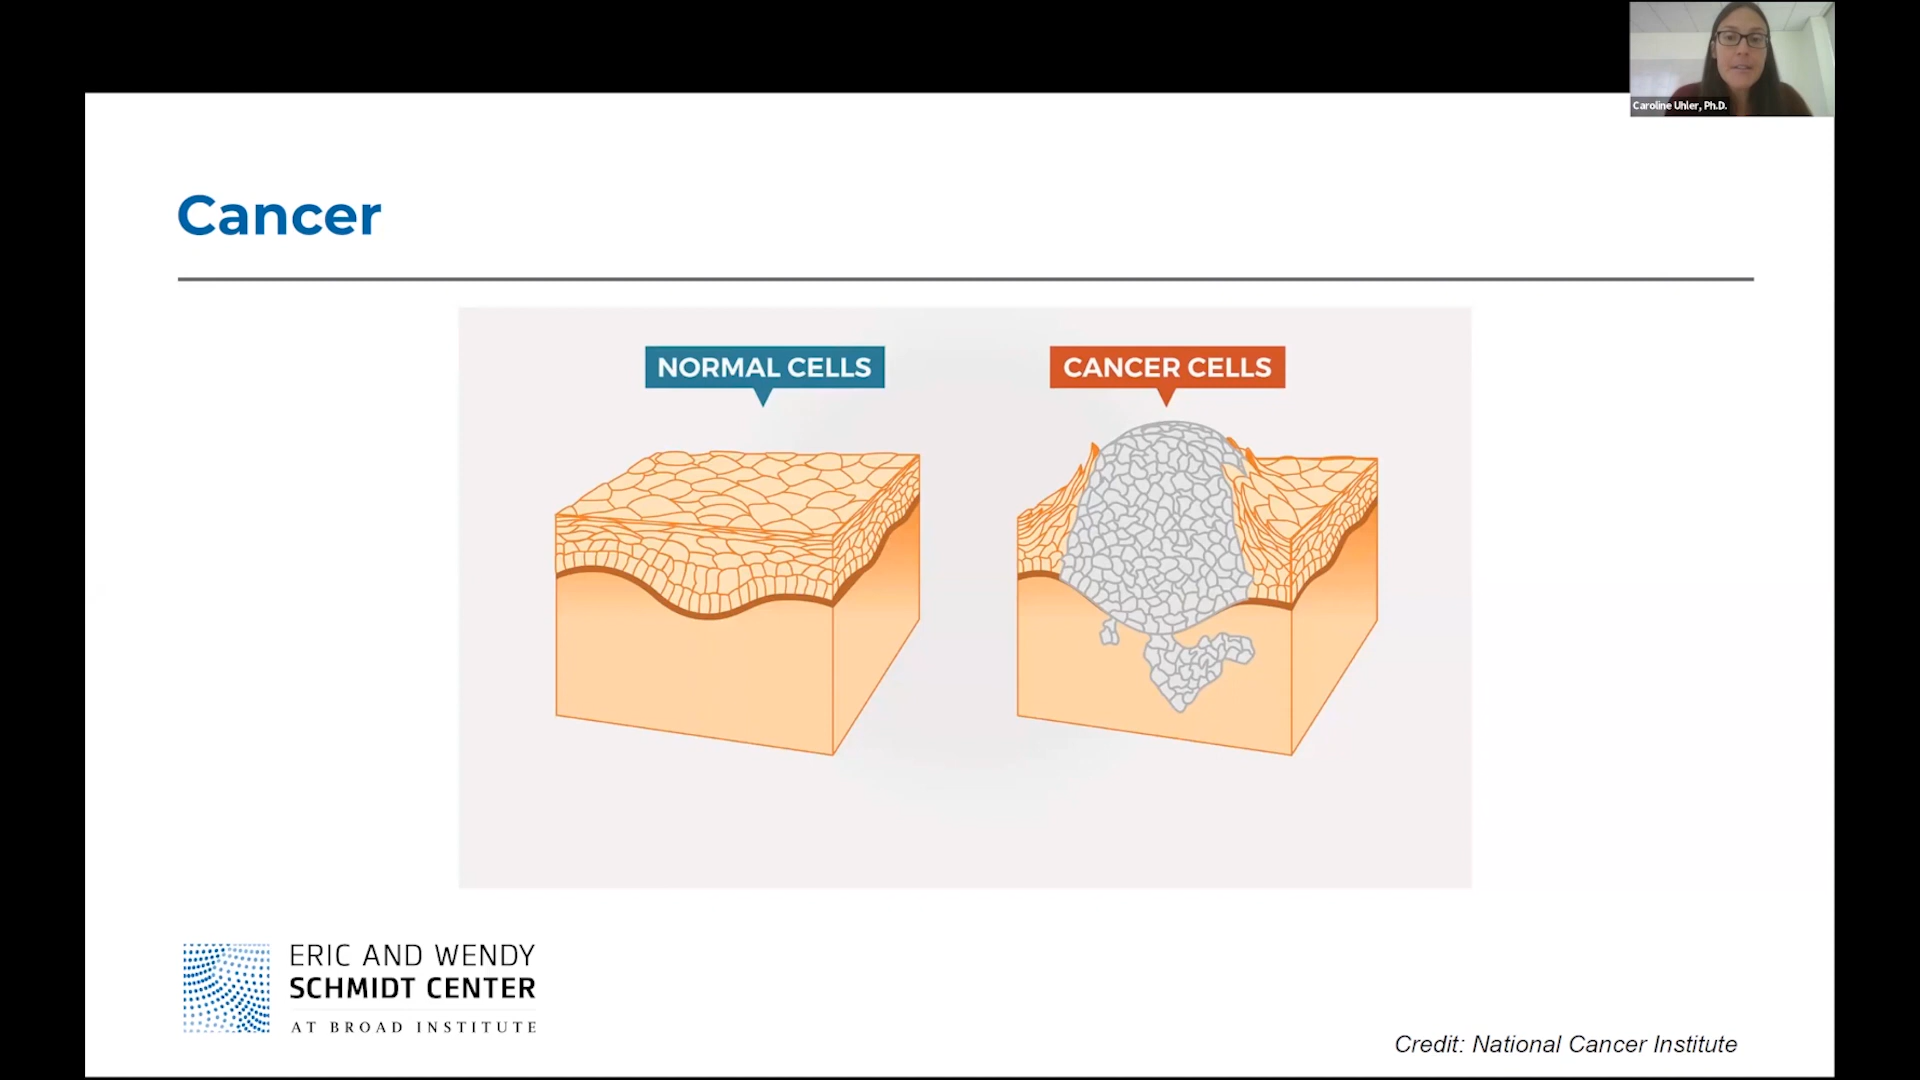 Caroline Uhler, Ph.D.
Cancer
NORMAL CELLS
CANCER CELLS
ERIC AND WENDY
SCHMIDT CENTER
AT BROAD INSTITUTE
Credit: National Cancer Institute